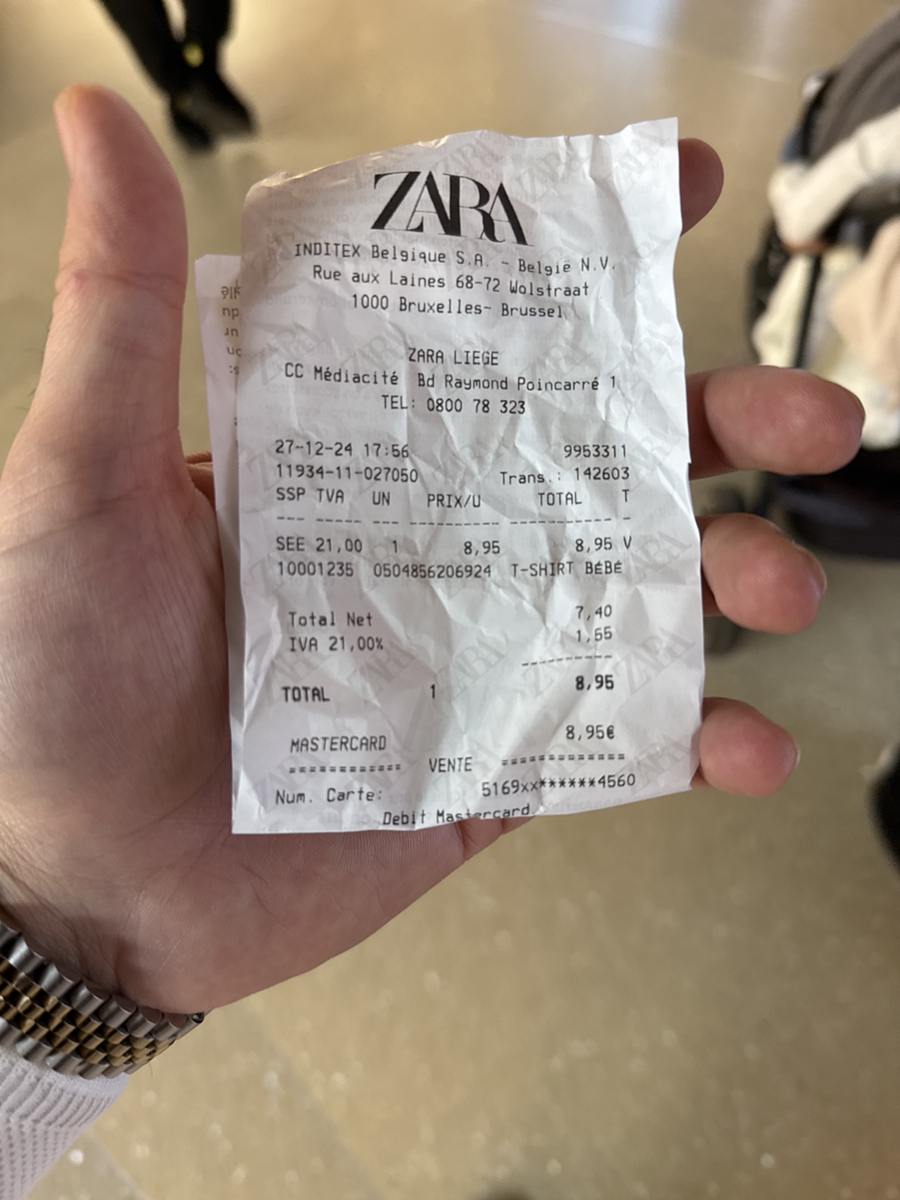 ZARA
INDITEX Belgique S.A. - België N.V.
Rue aux Laines 68-72 Wolstraat
1000 Bruxelles- Brussel
ZARA LIEGE
CC Médiacité Bd Raymond Poincarré 1
TEL: 0800 78 323
27-12-24 17:56 9953311
11934-11-027050 Trans.: 142603
SSP TVA UN PRIX/U TOTAL T
--- ----- --- ---------- ---------- -
SEE 21,00 1 8,95 8,95 V
10001235 0504856206924 T-SHIRT BÉBÉ
Total Net 7,40
IVA 21,00% 1,55
----------
TOTAL 1 8,95
MASTERCARD 8,95€
=========== VENTE ============
Num. Carte: 5169xx******4560
Debit Mastercard